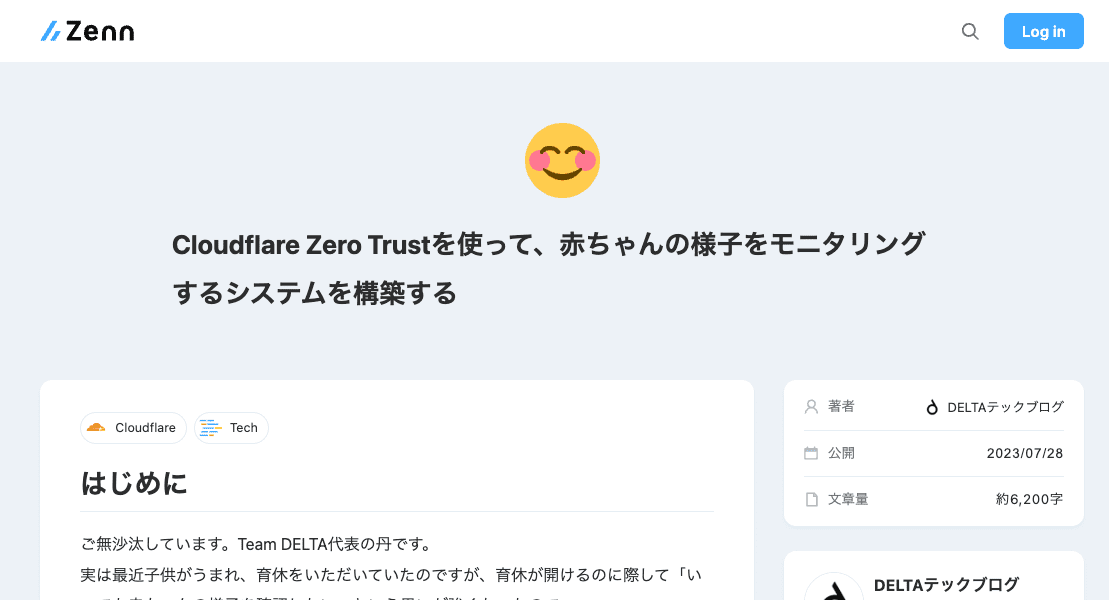 Zenn
Log in
Cloudflare Zero Trustを使って、赤ちゃんの様子をモニタリング
するシステムを構築する
Cloudflare
Tech
はじめに
ご無沙汰しています。Team DELTA代表の丹です。
実は最近子供がうまれ、育休をいただいていたのですが、育休が開けるのに際して「い
著者
DELTAテックブログ
公開
2023/07/28
文章量
約6,200字
DELTAテックブログ